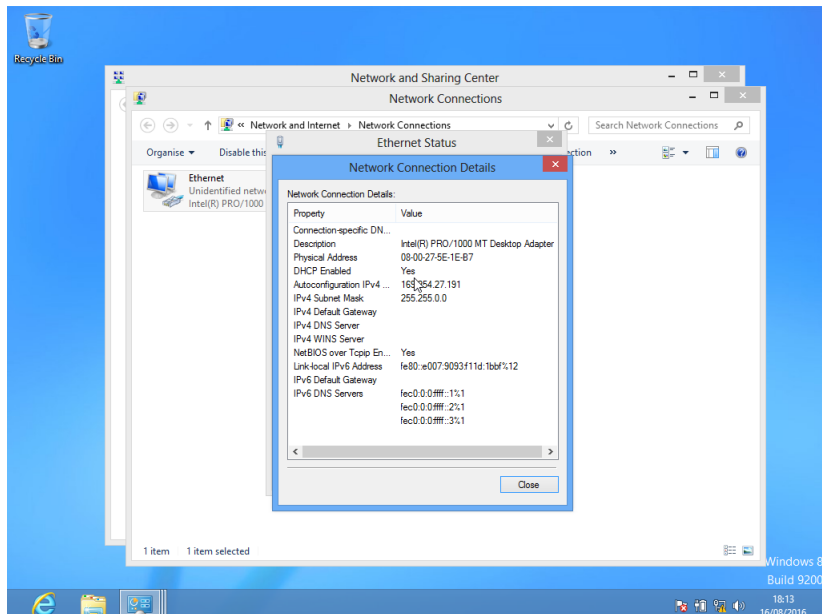 Recycle Bin
Network and Sharing Center
Network Connections
« Network and Internet Network Connections
Search Network Connections
Organise
Disable this
ction »
Ethernet
Unidentified netw
Intel(R) PRO/1000
Ethernet Status
Network Connection Details
Network Connection Details:
Property Value
Connection-specific DN...
Description Intel(R) PRO/1000 MT Desktop Adapter
Physical Address 08-00-27-5E-1E-B7
DHCP Enabled Yes
Autoconfiguration IPv4 ... 169.254.27.191
IPv4 Subnet Mask 255.255.0.0
IPv4 Default Gateway
IPv4 DNS Server
IPv4 WINS Server
NetBIOS over Tcpip En... Yes
Link-local IPv6 Address fe80::e007:9093:f11d:1bbf%12
IPv6 Default Gateway
IPv6 DNS Servers fec0:0:0:ffff::1%1
fec0:0:0:ffff::2%1
fec0:0:0:ffff::3%1
Close
1 item 1 item selected
Windows 8
Build 9200
18:13
16/08/2016